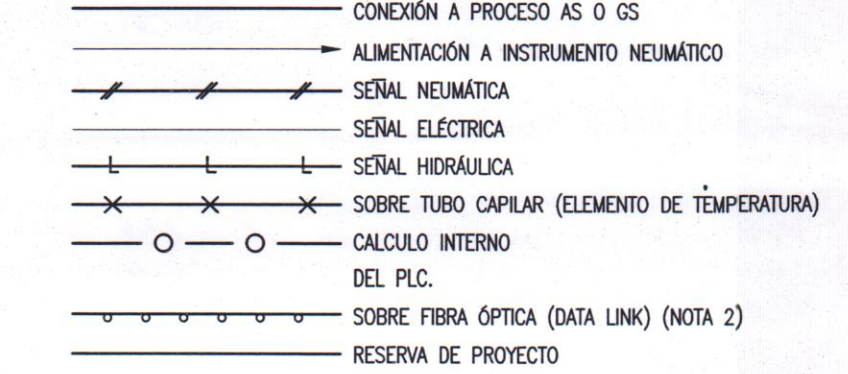 CONEXIÓN A PROCESO AS O GS
ALIMENTACIÓN A INSTRUMENTO NEUMÁTICO
SEÑAL NEUMÁTICA
SEÑAL ELÉCTRICA
SEÑAL HIDRÁULICA
SOBRE TUBO CAPILAR (ELEMENTO DE TEMPERATURA)
CALCULO INTERNO
DEL PLC.
SOBRE FIBRA ÓPTICA (DATA LINK) (NOTA 2)
RESERVA DE PROYECTO